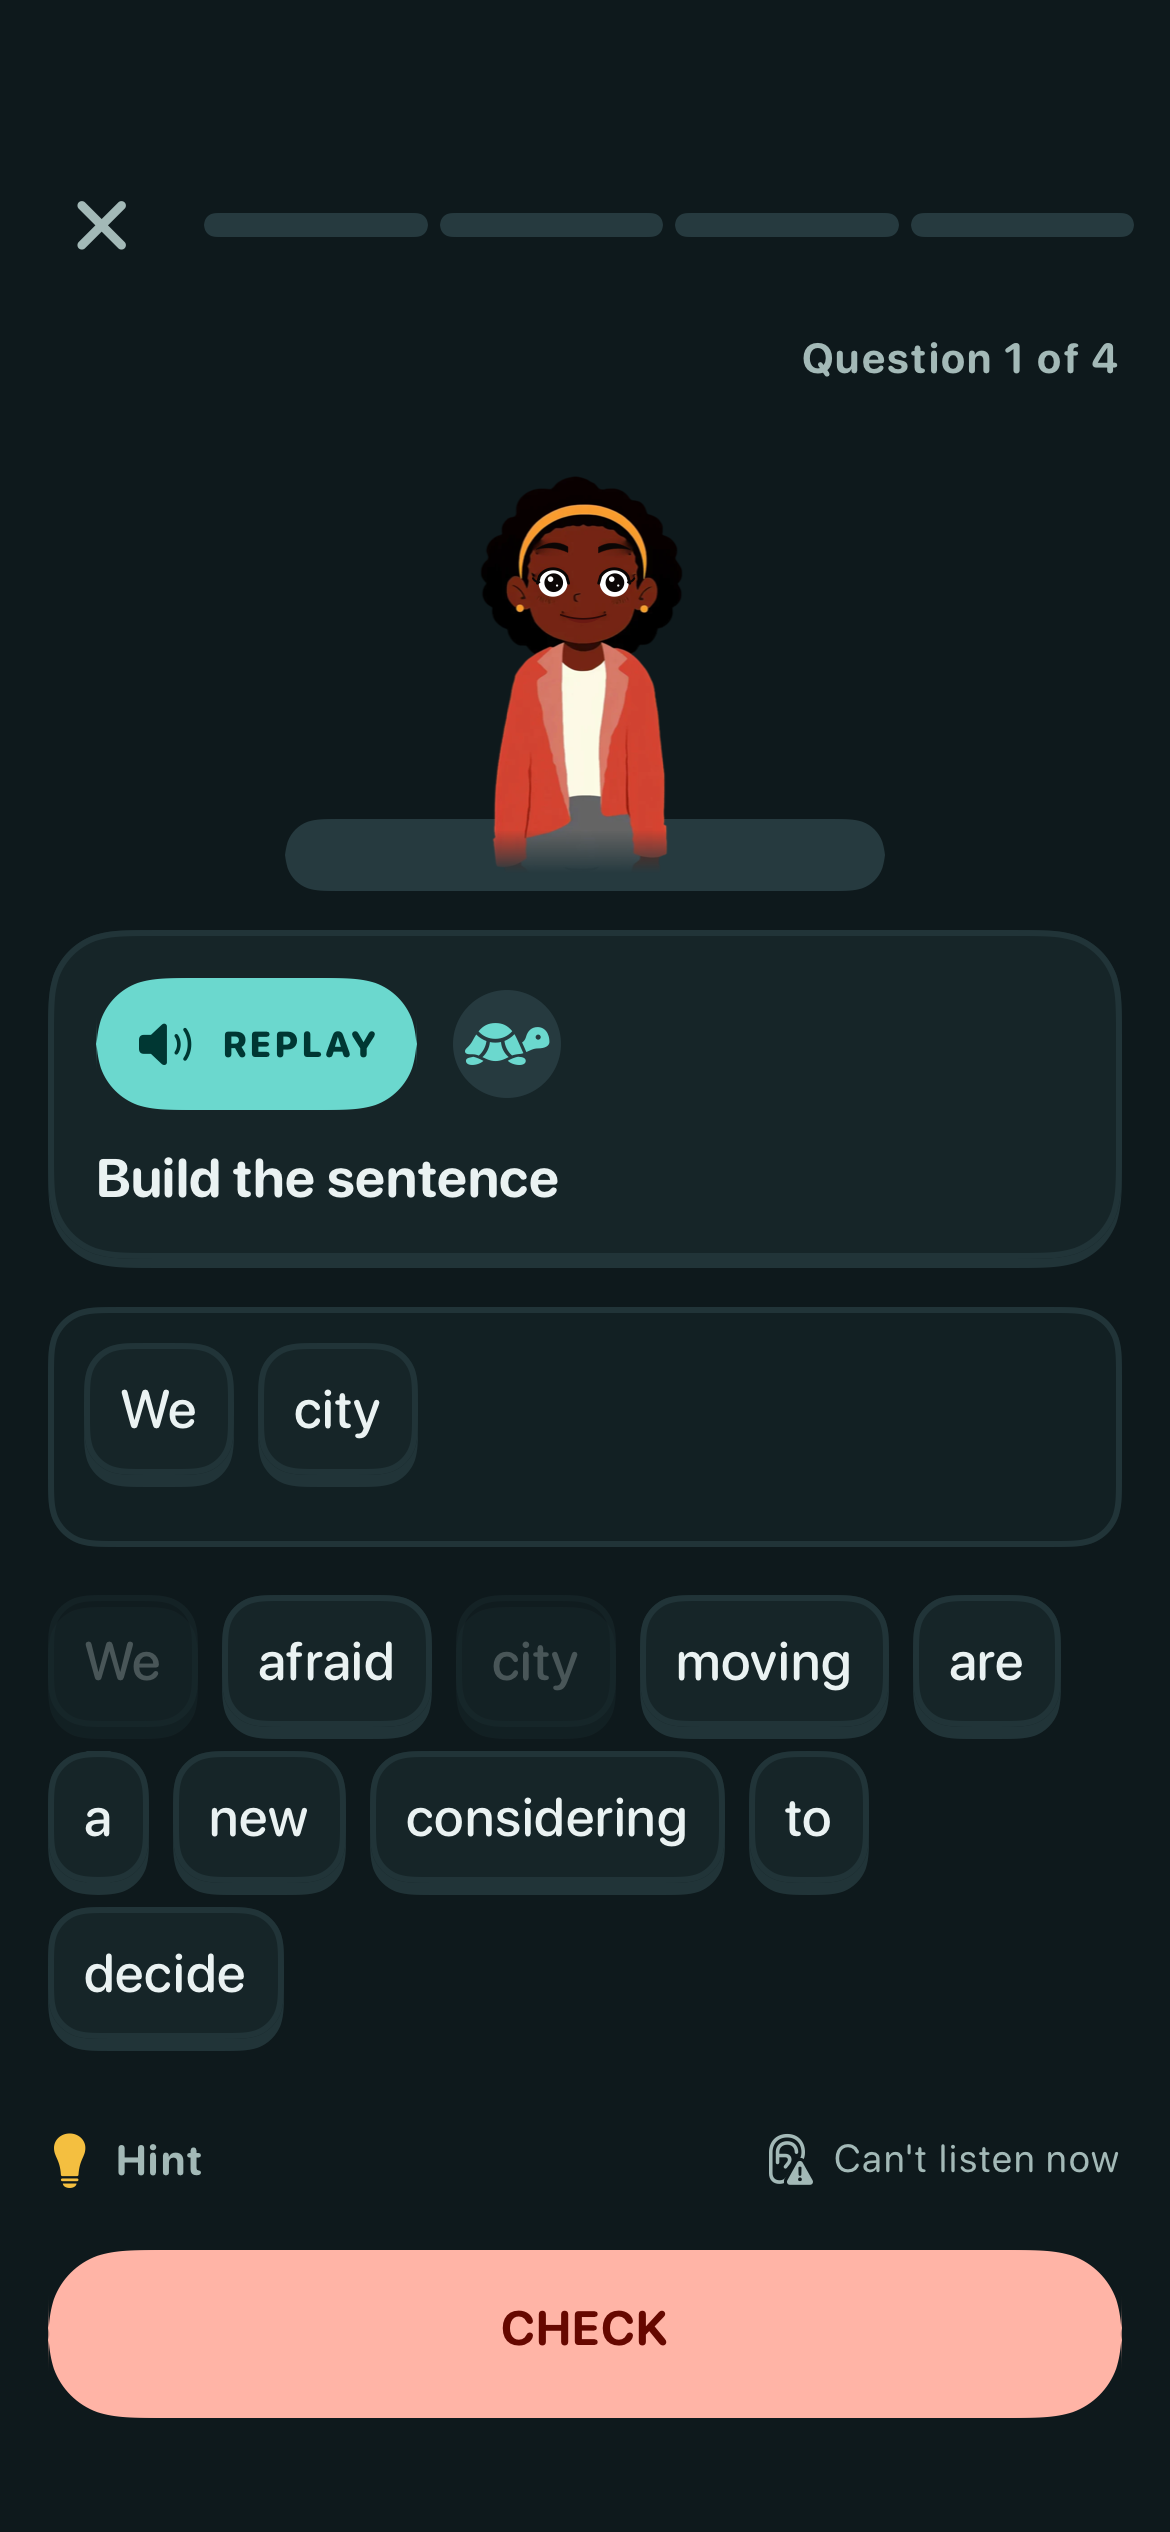 Question 1 of 4
REPLAY
Build the sentence
We city
We afraid city moving are
a new considering to
decide
Hint Can't listen now
CHECK